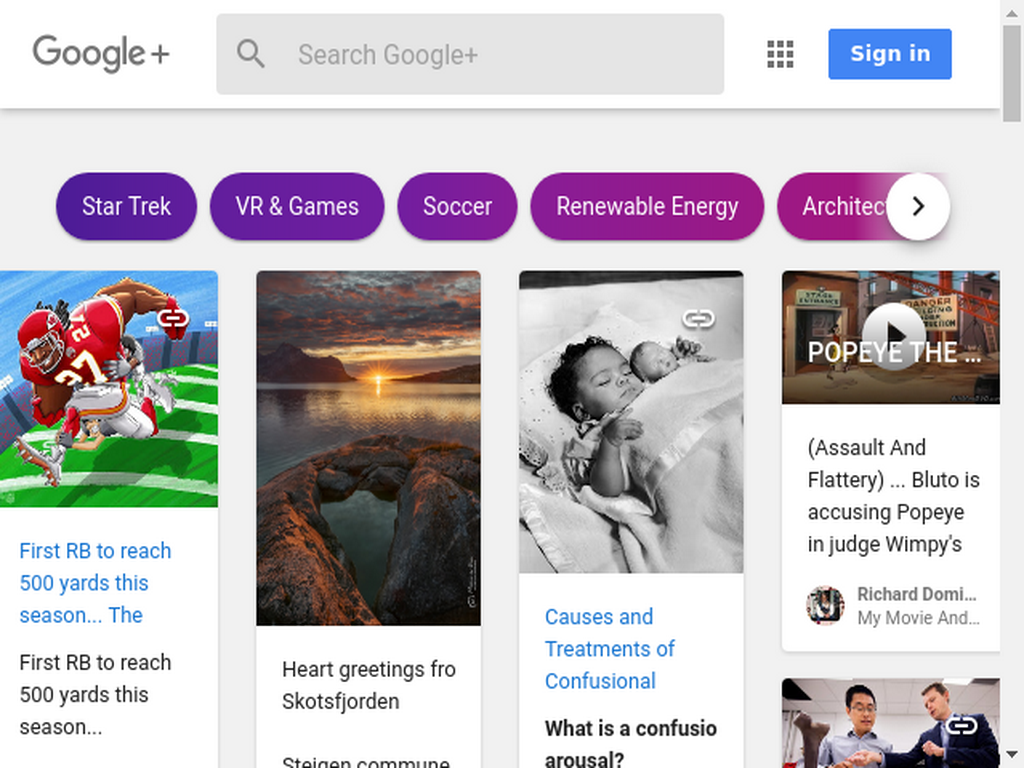 Google+
Search Google+
Sign in
Star Trek
VR & Games
Soccer
Renewable Energy
Architect
27
First RB to reach
500 yards this
season... The
First RB to reach
500 yards this
season...
Heart greetings fro
Skotsfjorden
Steigen commune
Causes and
Treatments of
Confusional
What is a confusio
arousal?
STAGE
ENTRANCE
DANGER
POPEYE THE ...
(Assault And
Flattery) ... Bluto is
accusing Popeye
in judge Wimpy's
Richard Domi...
My Movie And...